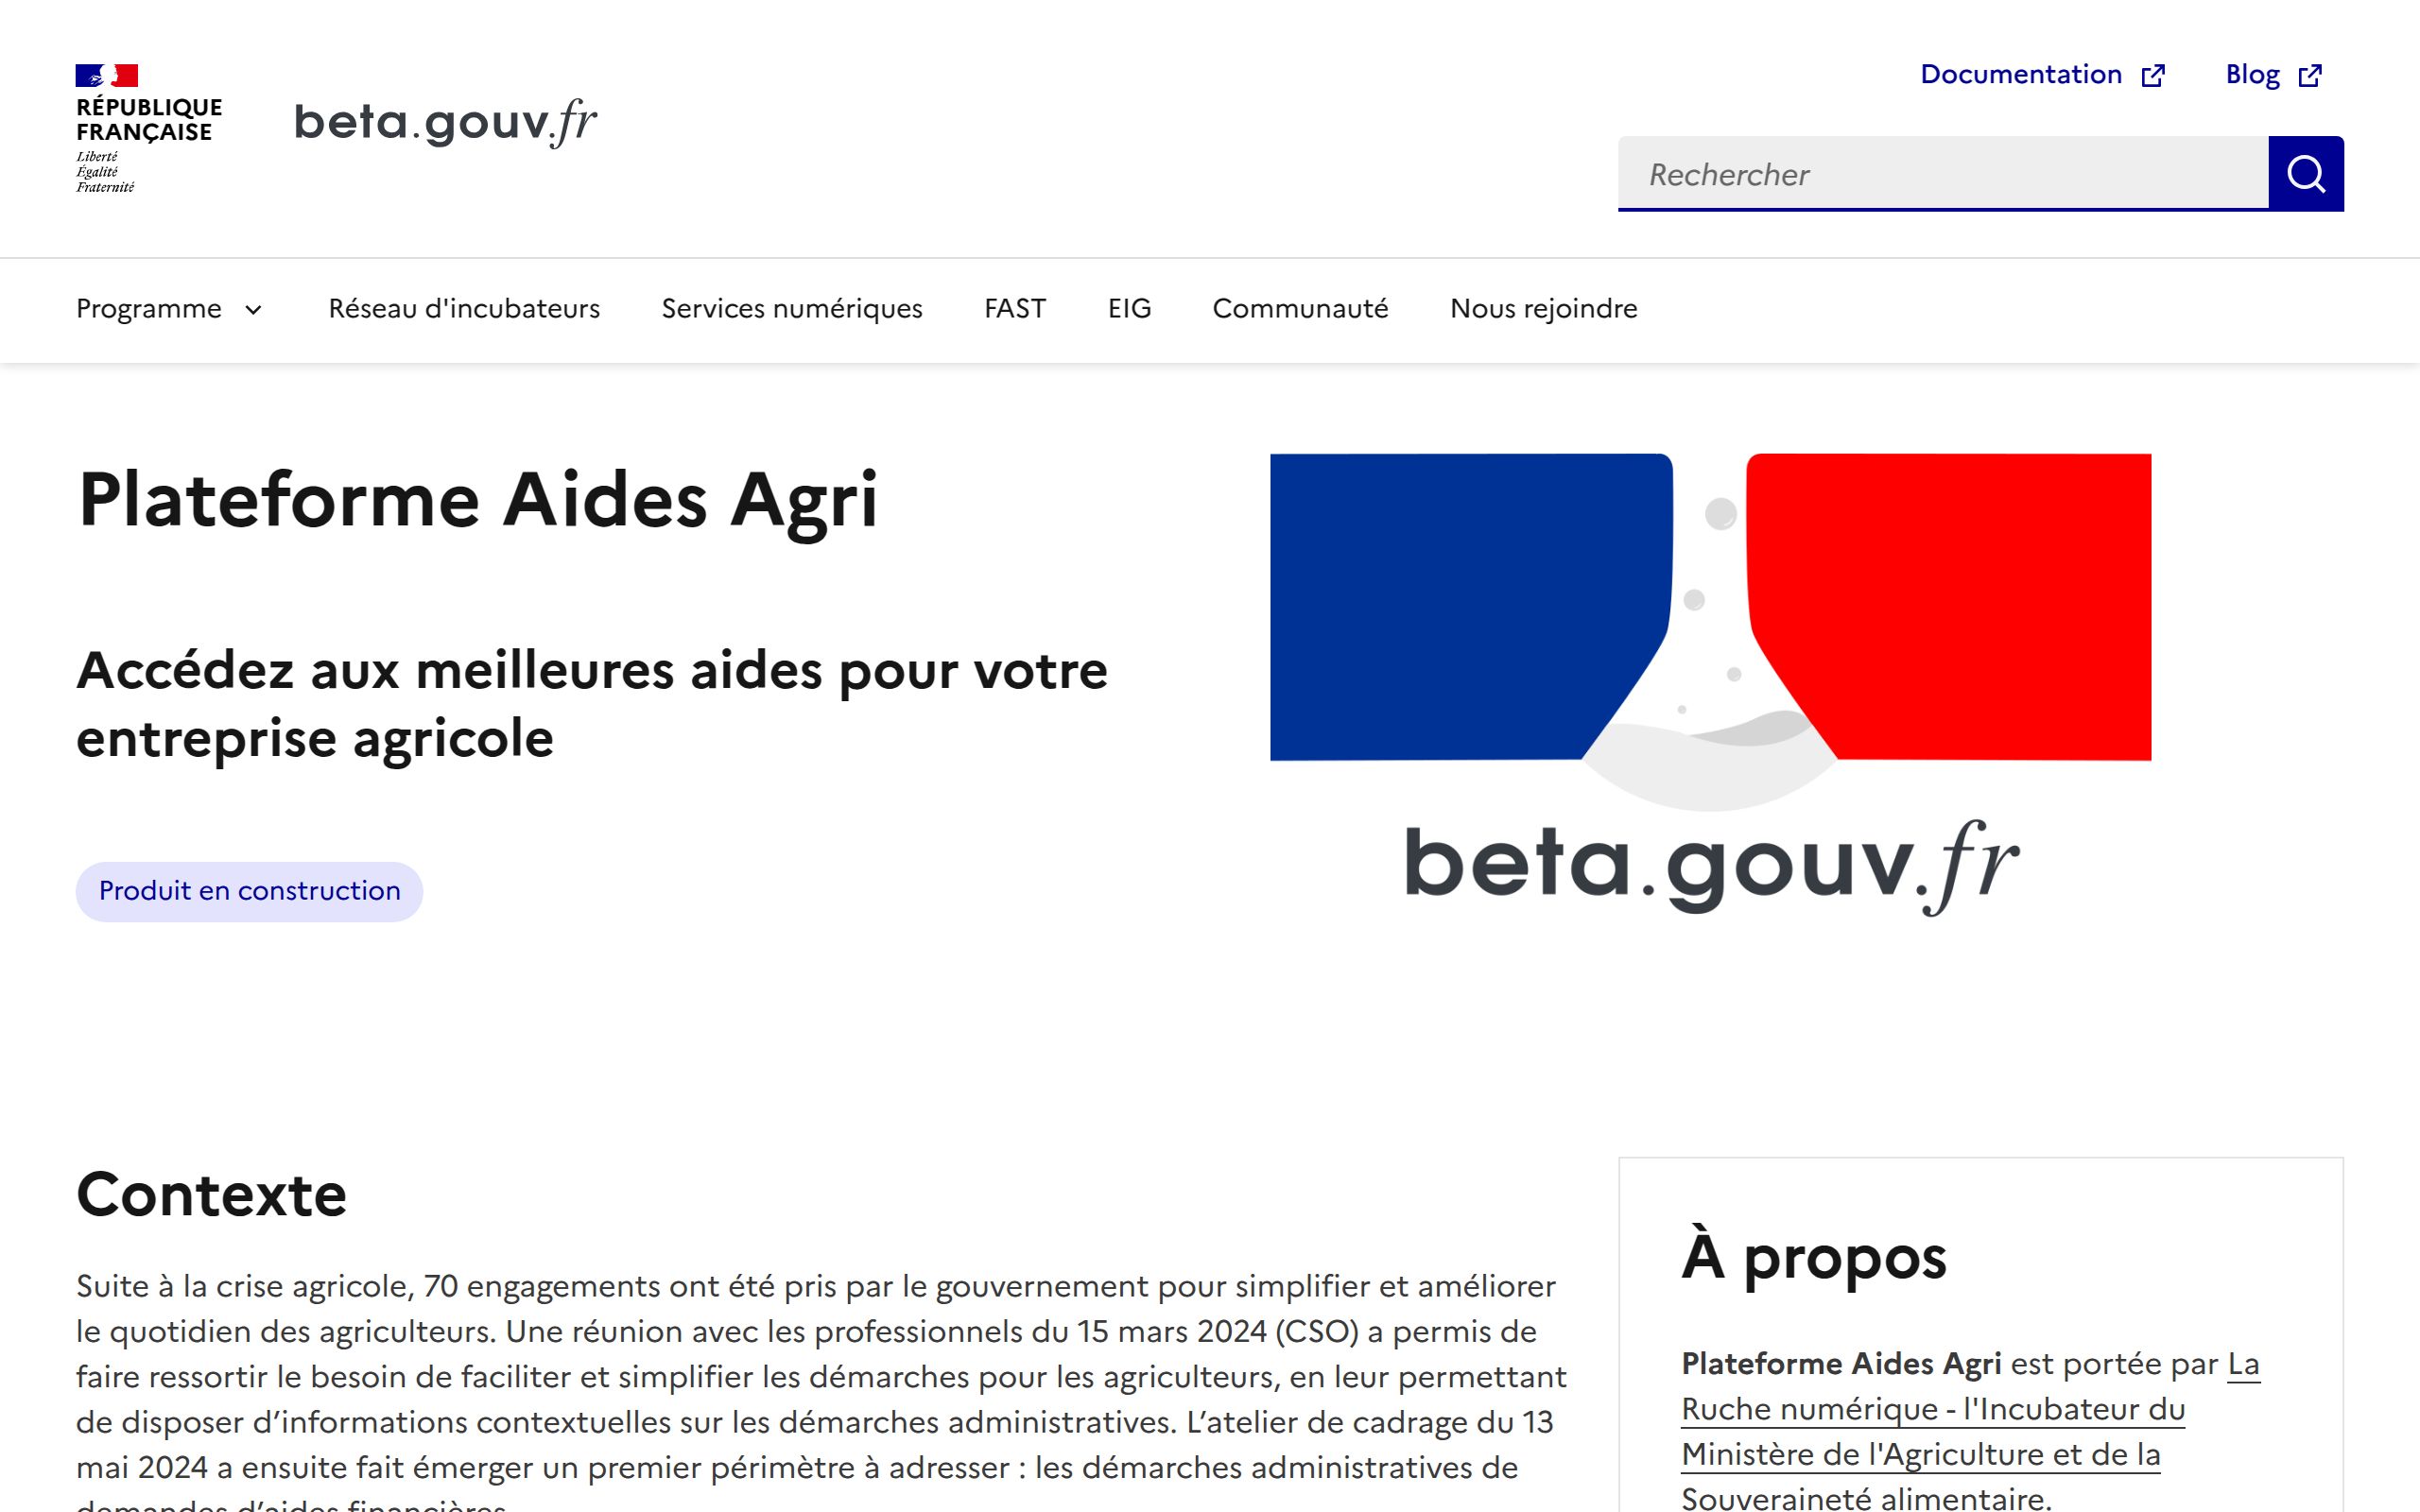 RÉPUBLIQUE
FRANÇAISE
Liberté
Égalité
Fraternité
beta.gouv.fr
Documentation
Blog
Rechercher
Programme
Réseau d'incubateurs
Services numériques
FAST
EIG
Communauté
Nous rejoindre
Plateforme Aides Agri
Accédez aux meilleures aides pour votre
entreprise agricole
Produit en construction
beta.gouv.fr
Contexte
Suite à la crise agricole, 70 engagements ont été pris par le gouvernement pour simplifier et améliorer
le quotidien des agriculteurs. Une réunion avec les professionnels du 15 mars 2024 (CSO) a permis de
faire ressortir le besoin de faciliter et simplifier les démarches pour les agriculteurs, en leur permettant
de disposer d’informations contextuelles sur les démarches administratives. L’atelier de cadrage du 13
mai 2024 a ensuite fait émerger un premier périmètre à adresser : les démarches administratives de
demandes d’aides financières.
À propos
Plateforme Aides Agri est portée par La
Ruche numérique - l'Incubateur du
Ministère de l'Agriculture et de la
Souveraineté alimentaire.